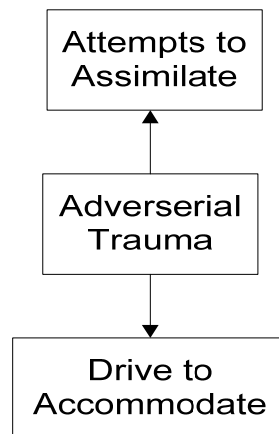 Attempts to
Assimilate
Adverserial
Trauma
Drive to
Accommodate